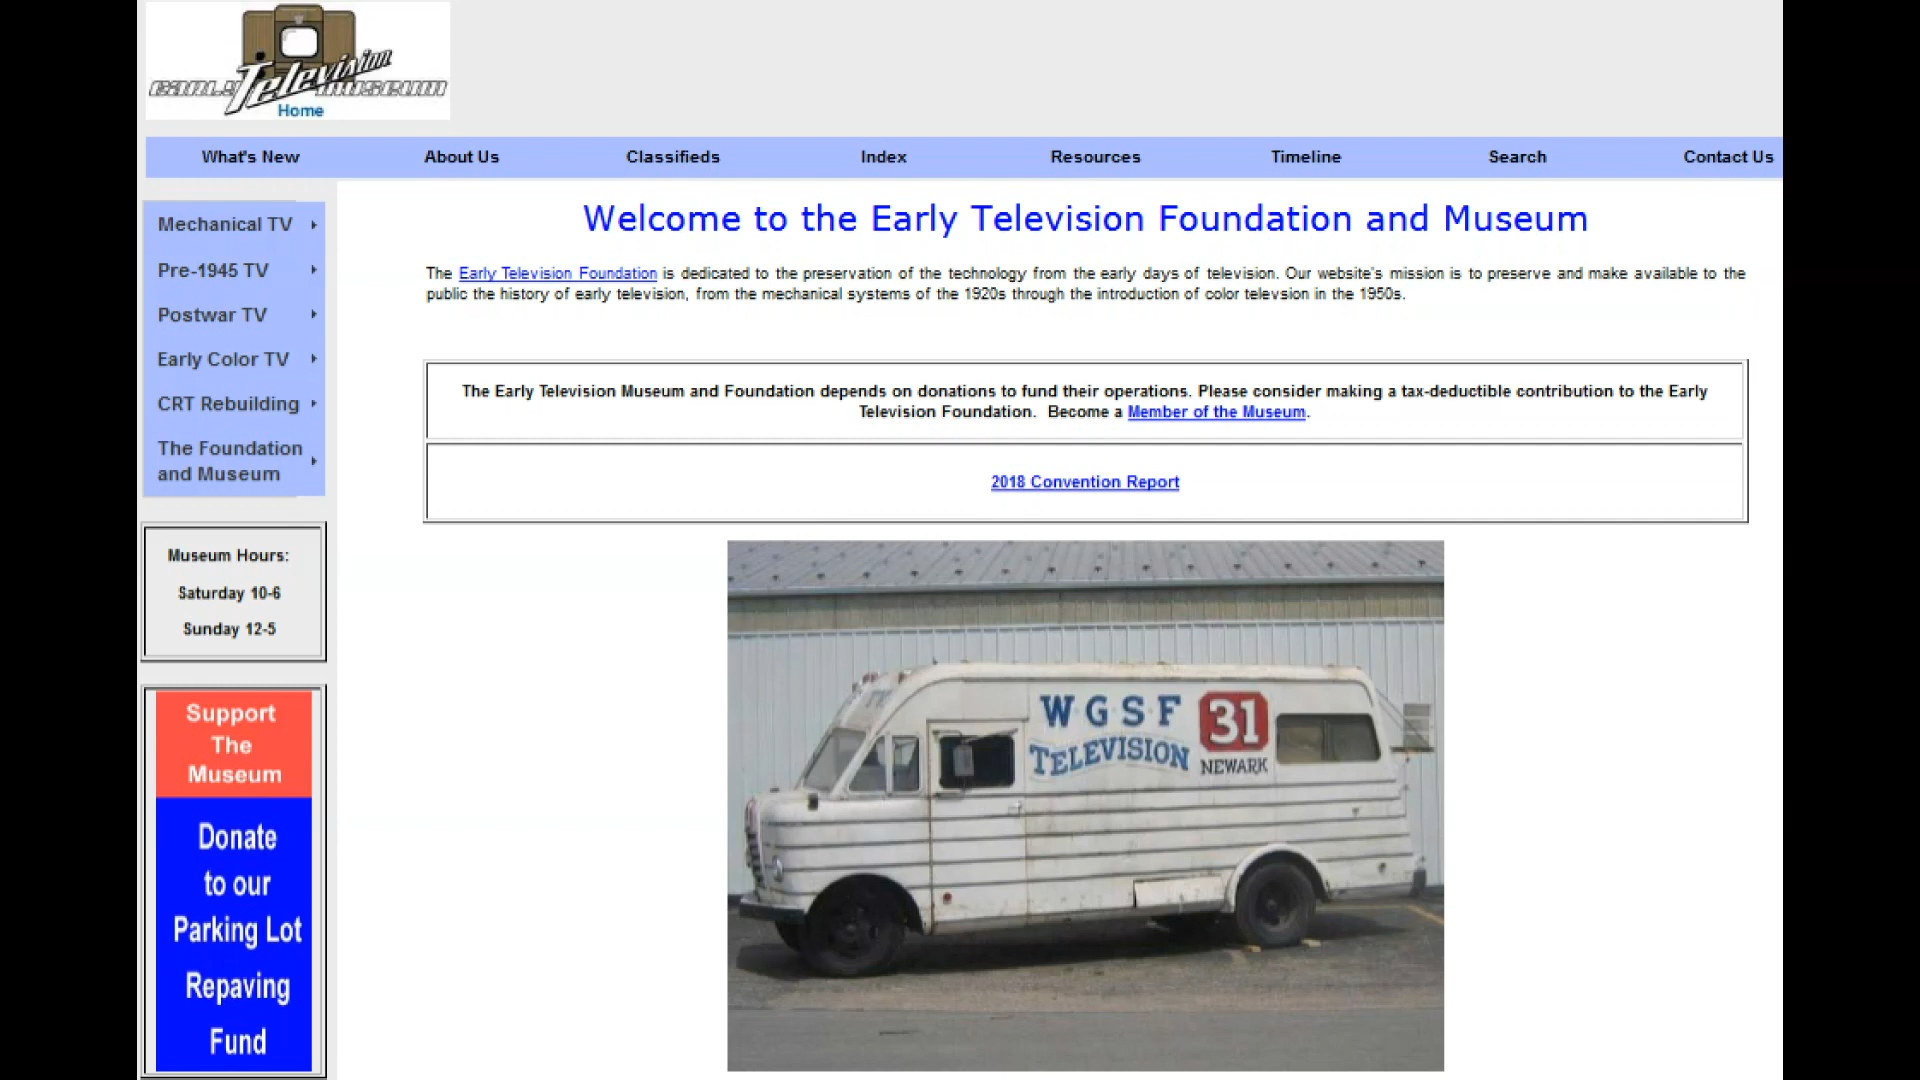 early Television museum
Home
What's New
About Us
Classifieds
Index
Resources
Timeline
Search
Contact Us
Mechanical TV
Pre-1945 TV
Postwar TV
Early Color TV
CRT Rebuilding
The Foundation
and Museum
Museum Hours:
Saturday 10-6
Sunday 12-5
Support
The
Museum
Donate
to our
Parking Lot
Repaving
Fund
Welcome to the Early Television Foundation and Museum
The Early Television Foundation is dedicated to the preservation of the technology from the early days of television. Our website's mission is to preserve and make available to the
public the history of early television, from the mechanical systems of the 1920s through the introduction of color televsion in the 1950s.
The Early Television Museum and Foundation depends on donations to fund their operations. Please consider making a tax-deductible contribution to the Early
Television Foundation. Become a Member of the Museum.
2018 Convention Report
W·G·S·F 31
TELEVISION NEWARK